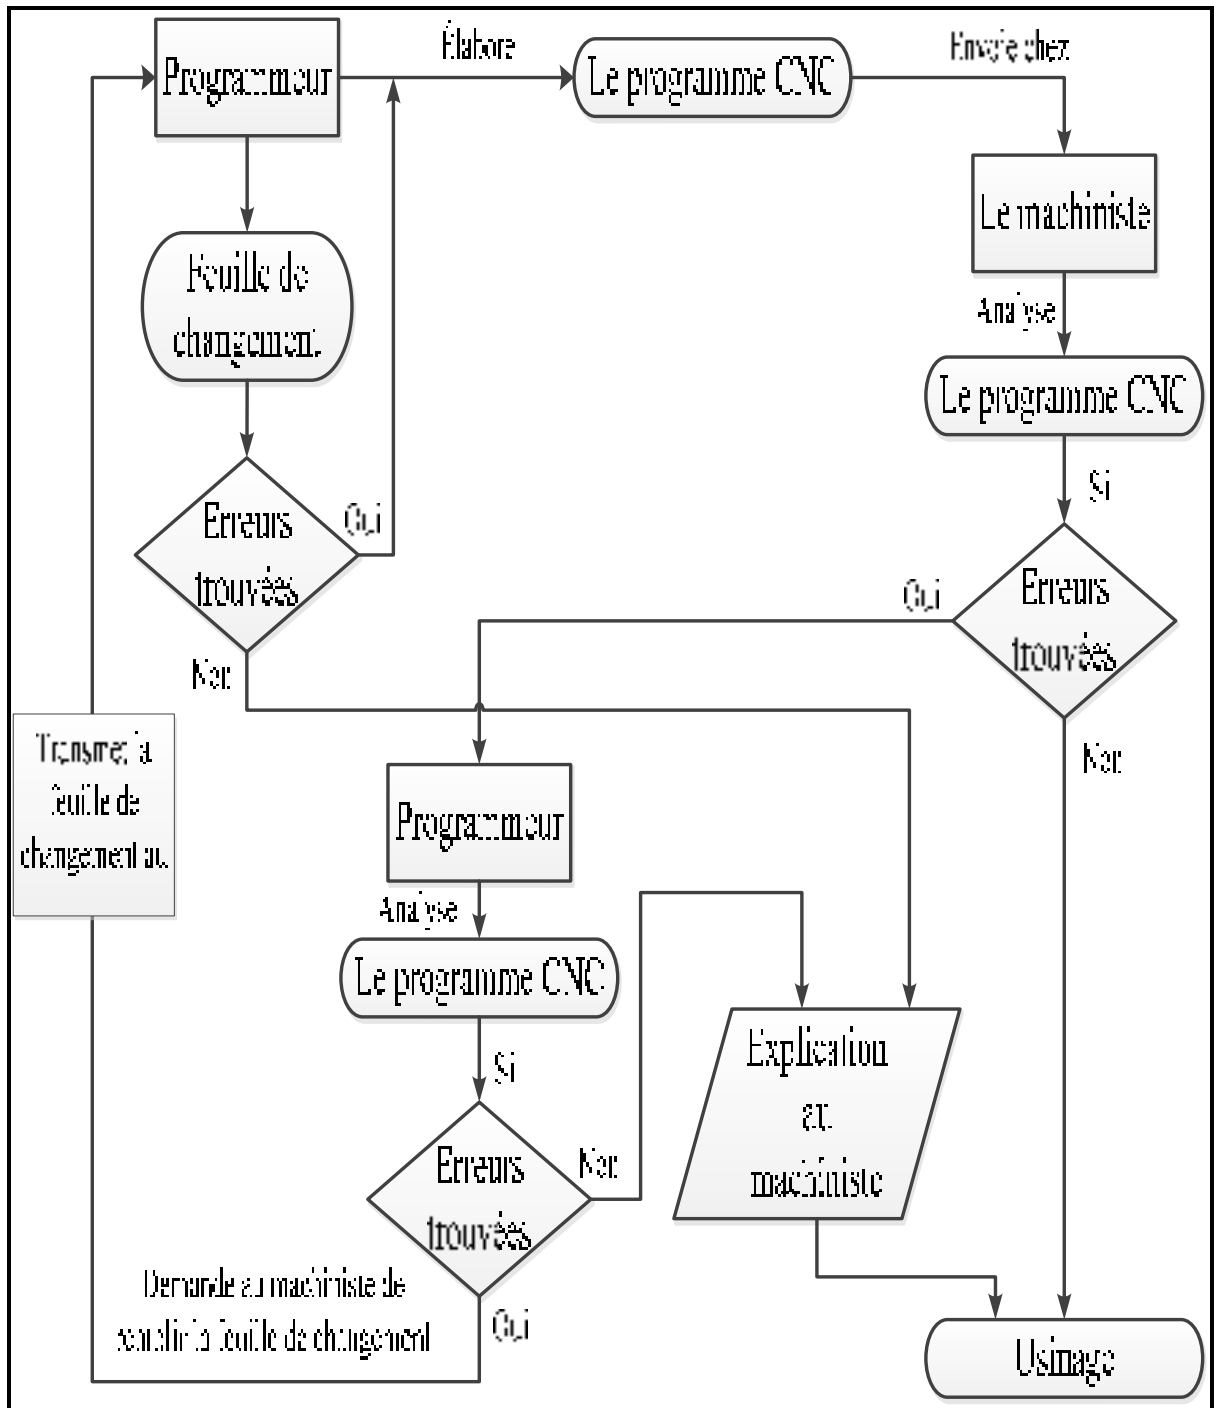 Élabore
Envoie chez
Programmeur
Le programme CNC
Le machiniste
Feuille de
changement
Analyse
Le programme CNC
Si
Erreurs
trouvées
Oui
Erreurs
trouvées
Oui
Non
Non
Transmet la
feuille de
changement au
Programmeur
Analyse
Le programme CNC
Si
Explication
au
machiniste
Erreurs
trouvées
Non
Demande au machiniste de
remplir la feuille de changement
Oui
Usinage